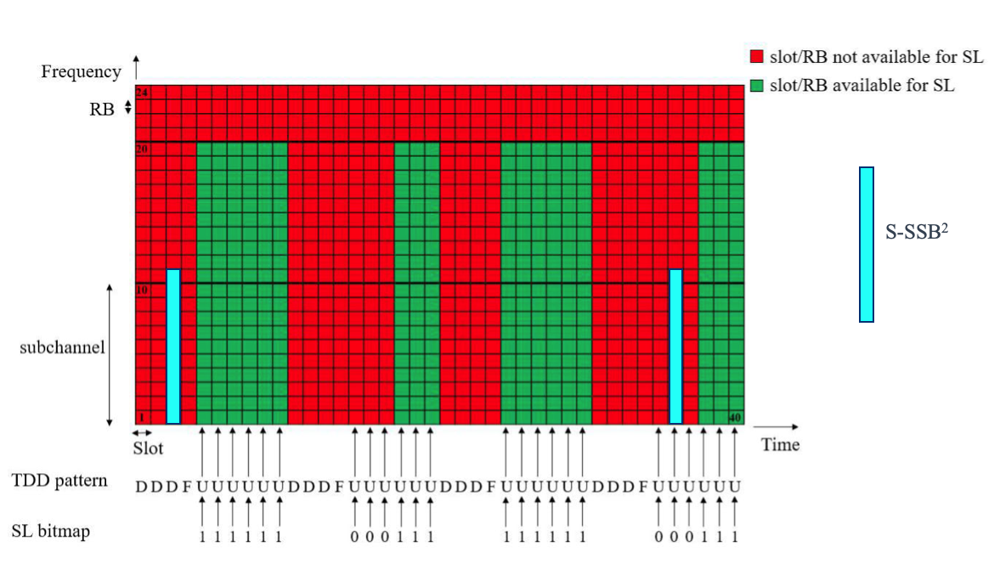 slot/RB not available for SL
Frequency
slot/RB available for SL
24
RB
20
S-SSB²
10
subchannel
1
40
Slot
Time
TDD pattern D D D F U U U U U U D D D F U U U U U U D D D F U U U U U U D D D F U U U U U U
SL bitmap 1 1 1 1 1 1 0 0 0 1 1 1 1 1 1 1 1 1 0 0 0 1 1 1